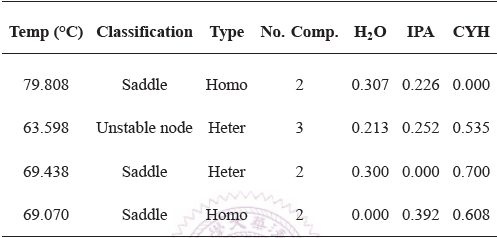 Temp (°C) Classification Type No. Comp. H₂O IPA CYH
79.808 Saddle Homo 2 0.307 0.226 0.000
63.598 Unstable node Heter 3 0.213 0.252 0.535
69.438 Saddle Heter 2 0.300 0.000 0.700
69.070 Saddle Homo 2 0.000 0.392 0.608